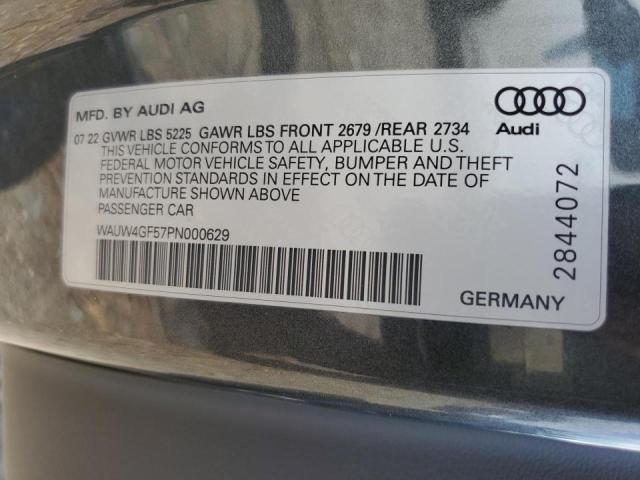 MFD. BY AUDI AG
07 22 GVWR LBS 5225 GAWR LBS FRONT 2679 /REAR 2734
THIS VEHICLE CONFORMS TO ALL APPLICABLE U.S.
FEDERAL MOTOR VEHICLE SAFETY, BUMPER AND THEFT
PREVENTION STANDARDS IN EFFECT ON THE DATE OF
MANUFACTURE SHOWN ABOVE
PASSENGER CAR
WAUW4GF57PN000629
Audi
2844072
GERMANY